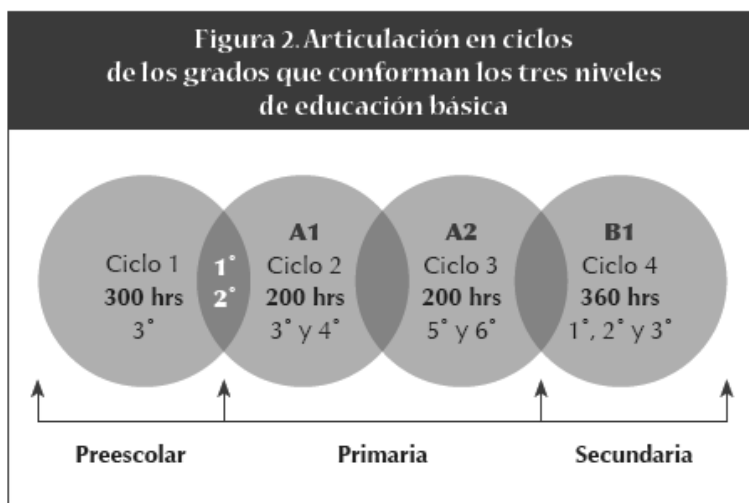 Figura 2. Articulación en ciclos
de los grados que conforman los tres niveles
de educación básica
Ciclo 1
300 hrs
3°
1°
2°
A1
Ciclo 2
200 hrs
3° y 4°
A2
Ciclo 3
200 hrs
5° y 6°
B1
Ciclo 4
360 hrs
1°, 2° y 3°
Preescolar
Primaria
Secundaria